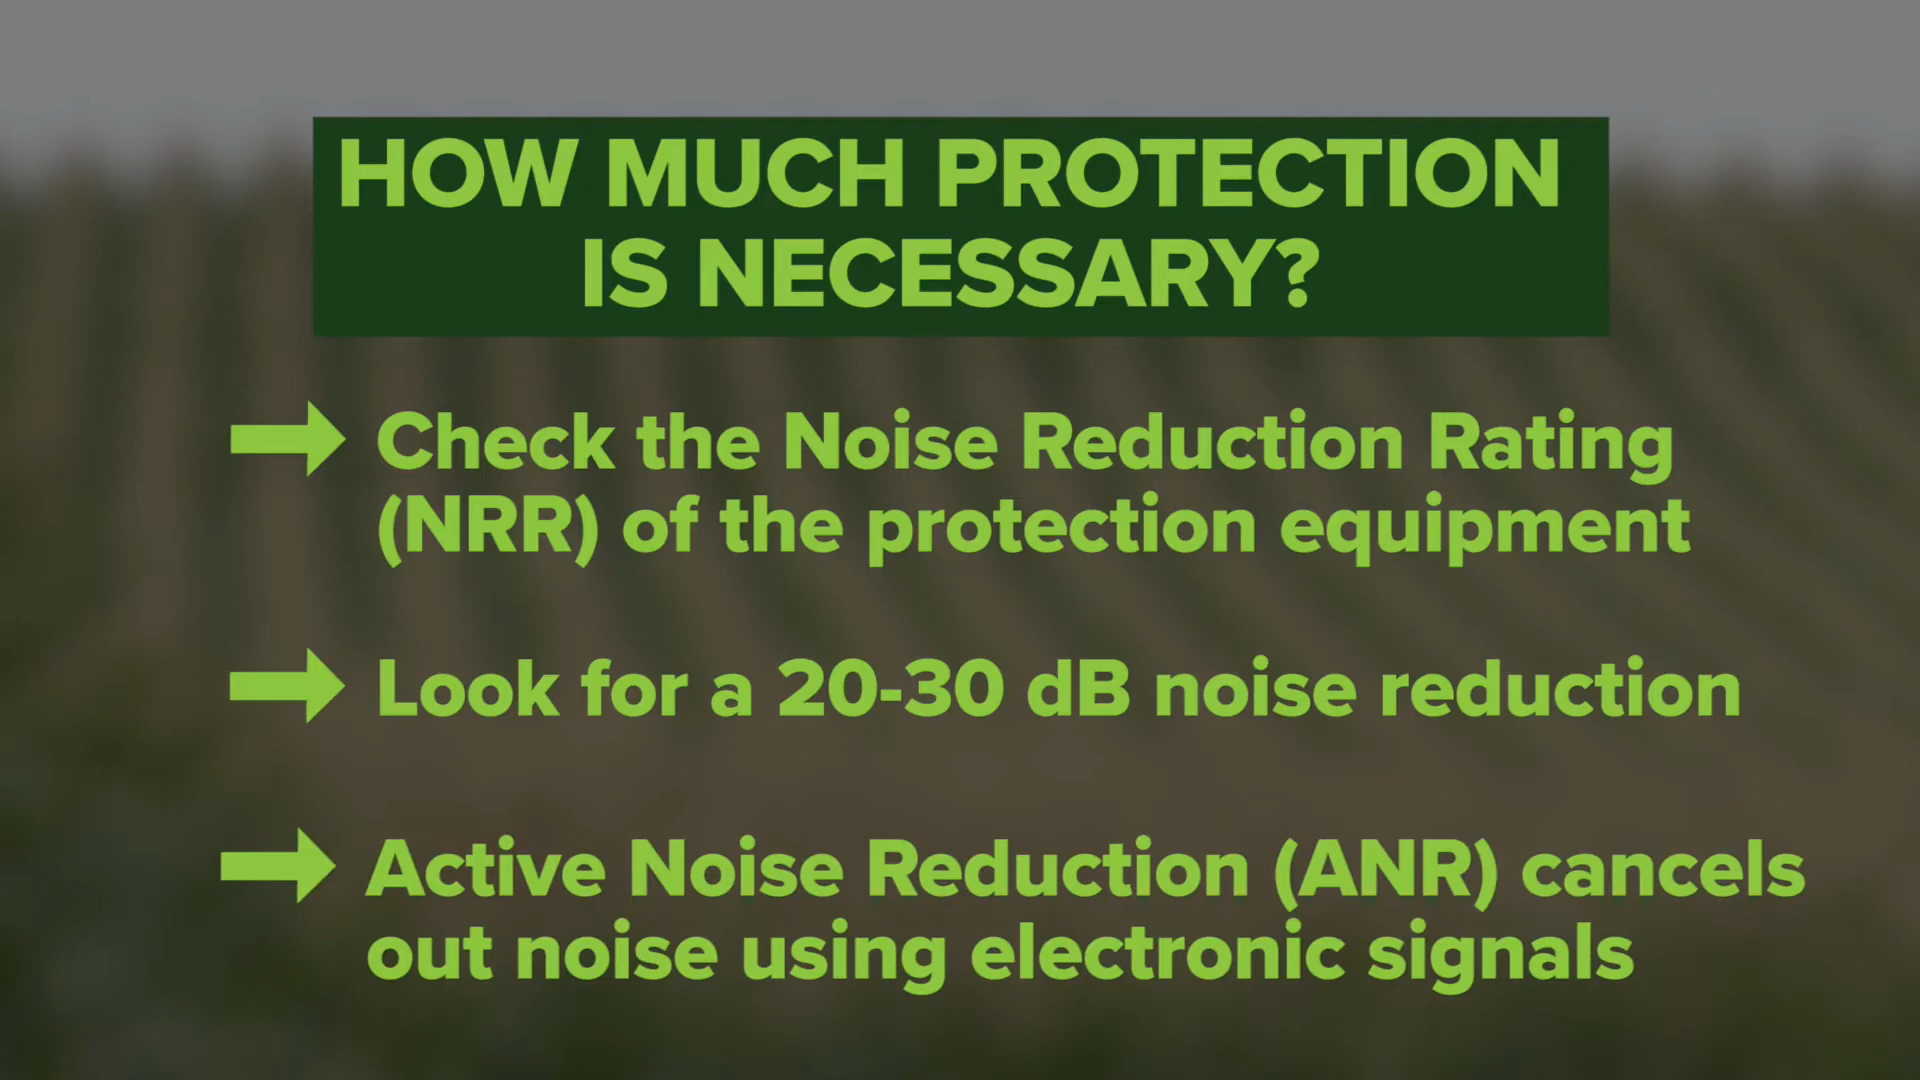 HOW MUCH PROTECTION
IS NECESSARY?
Check the Noise Reduction Rating
(NRR) of the protection equipment
Look for a 20-30 dB noise reduction
Active Noise Reduction (ANR) cancels
out noise using electronic signals